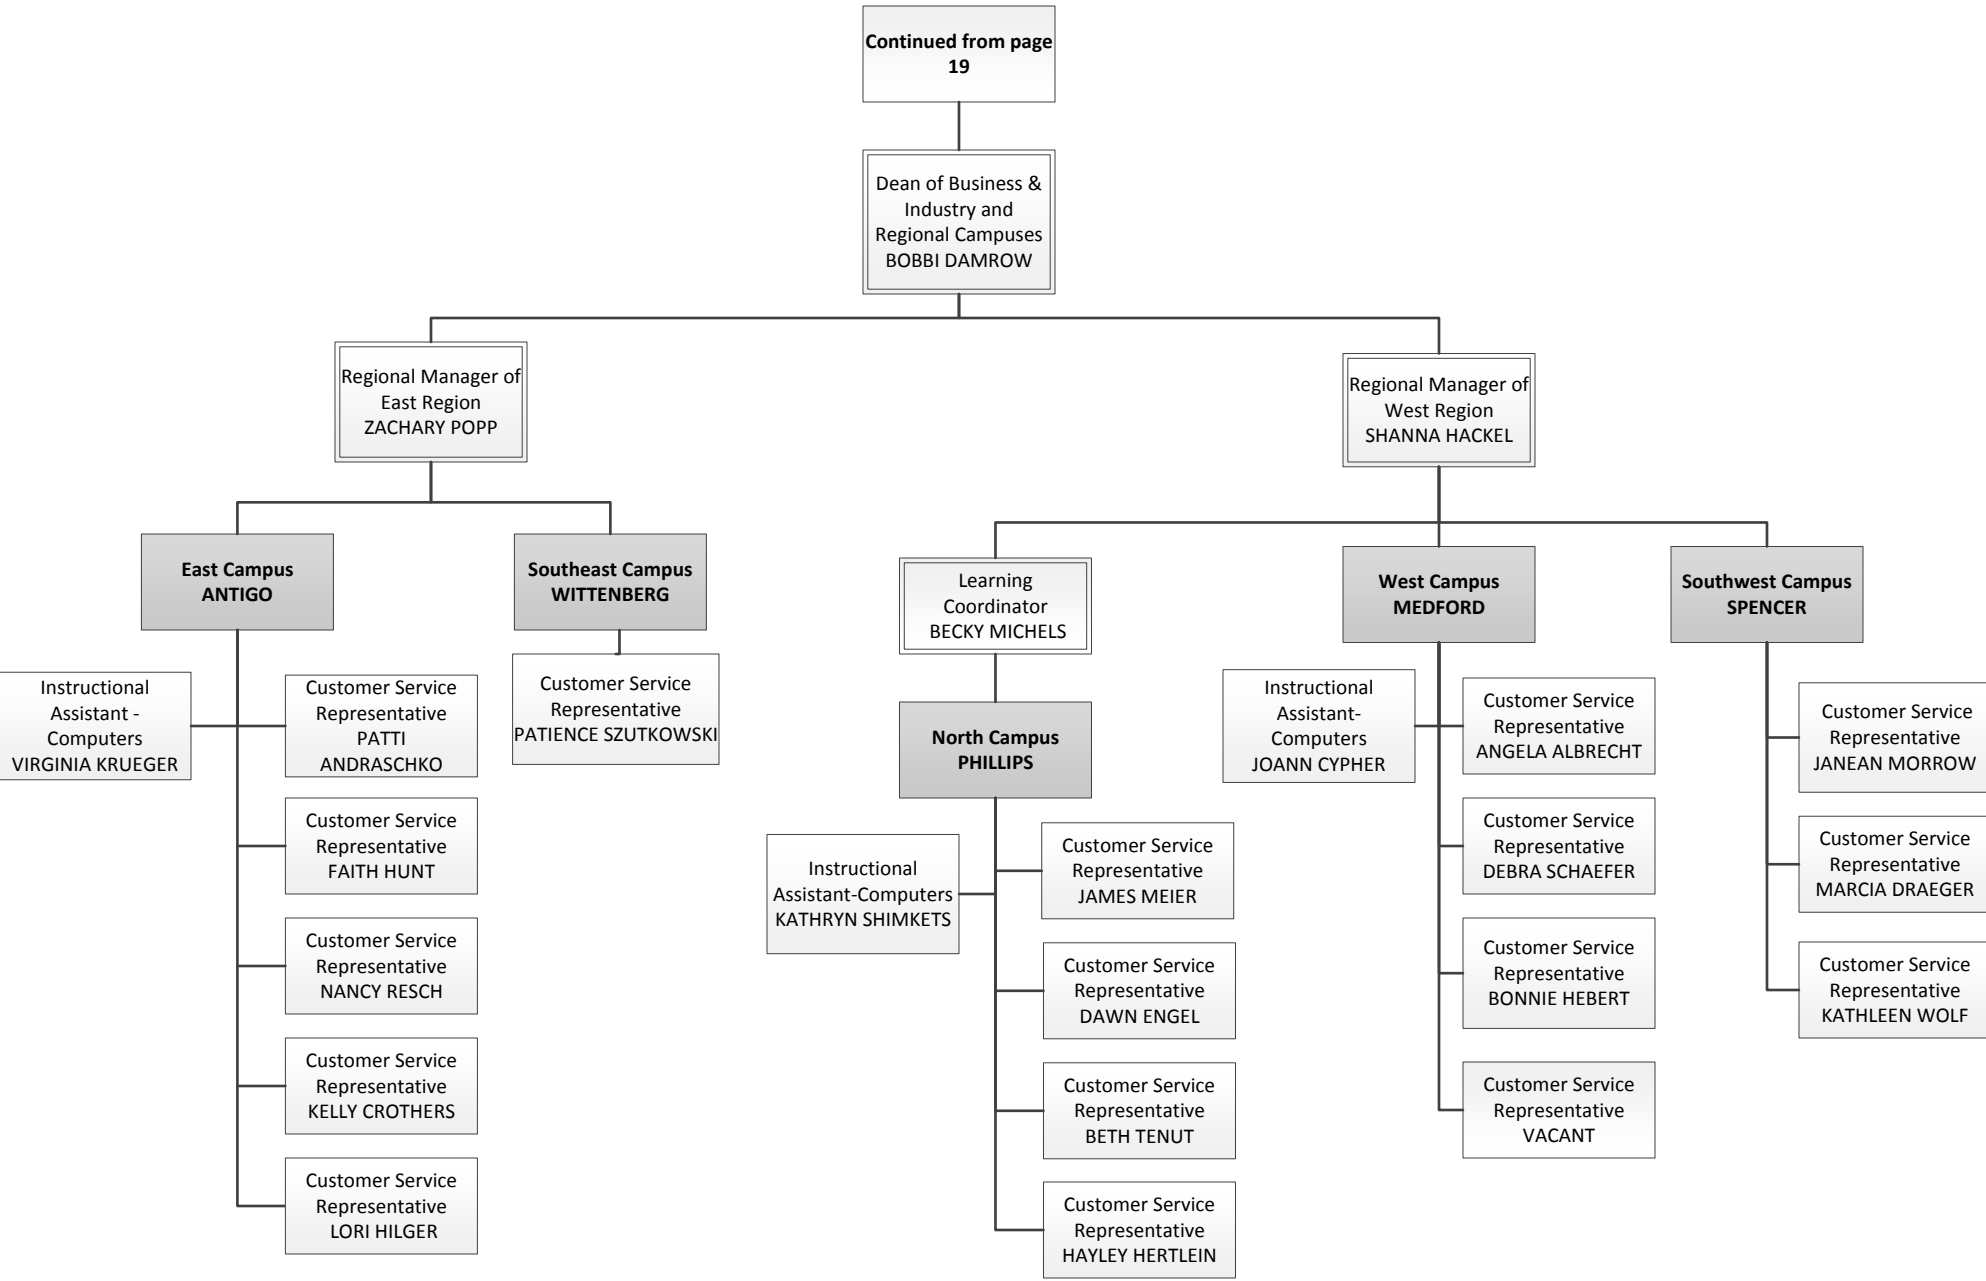 Continued from page
19
Dean of Business &
Industry and
Regional Campuses
BOBBI DAMROW
Regional Manager of
East Region
ZACHARY POPP
Regional Manager of
West Region
SHANNA HACKEL
East Campus
ANTIGO
Southeast Campus
WITTENBERG
Learning
Coordinator
BECKY MICHELS
West Campus
MEDFORD
Southwest Campus
SPENCER
Instructional
Assistant -
Computers
VIRGINIA KRUEGER
Customer Service
Representative
PATTI
ANDRASCHKO
Customer Service
Representative
FAITH HUNT
Customer Service
Representative
NANCY RESCH
Customer Service
Representative
KELLY CROTHERS
Customer Service
Representative
LORI HILGER
Customer Service
Representative
PATIENCE SZUTKOWSKI
North Campus
PHILLIPS
Instructional
Assistant-Computers
KATHRYN SHIMKETS
Customer Service
Representative
JAMES MEIER
Customer Service
Representative
DAWN ENGEL
Customer Service
Representative
BETH TENUT
Customer Service
Representative
HAYLEY HERTLEIN
Instructional
Assistant-
Computers
JOANN CYPHER
Customer Service
Representative
ANGELA ALBRECHT
Customer Service
Representative
DEBRA SCHAEFER
Customer Service
Representative
BONNIE HEBERT
Customer Service
Representative
VACANT
Customer Service
Representative
JANEAN MORROW
Customer Service
Representative
MARCIA DRAEGER
Customer Service
Representative
KATHLEEN WOLF